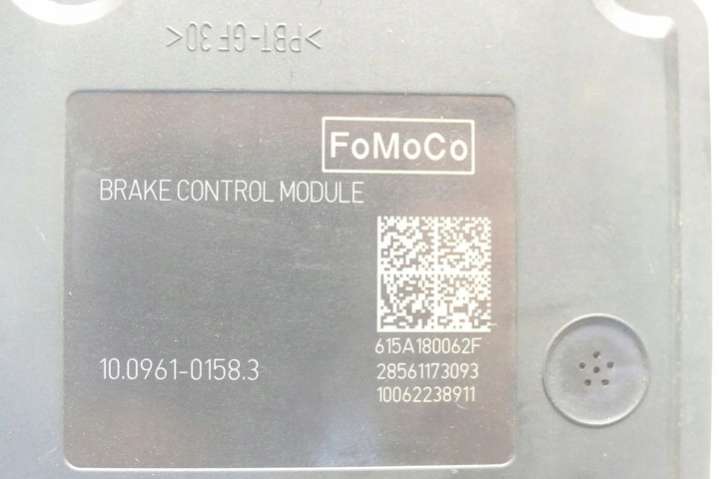 >PBT-GF30<
FoMoCo
BRAKE CONTROL MODULE
615A180062F
10.0961-0158.3
28561173093
10062238911